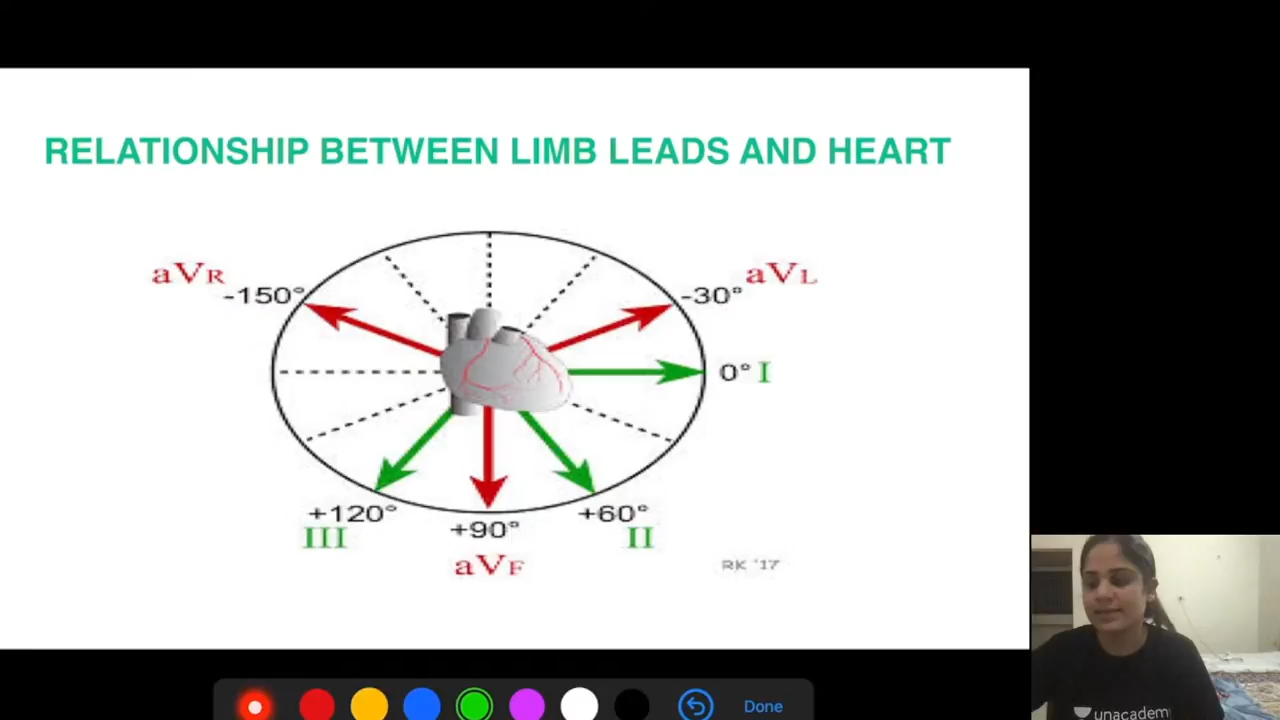 RELATIONSHIP BETWEEN LIMB LEADS AND HEART
aVR
-150°
-30°
aVL
0° I
+120°
III
+90°
aVF
+60°
II
RK '17
Done
unacadem